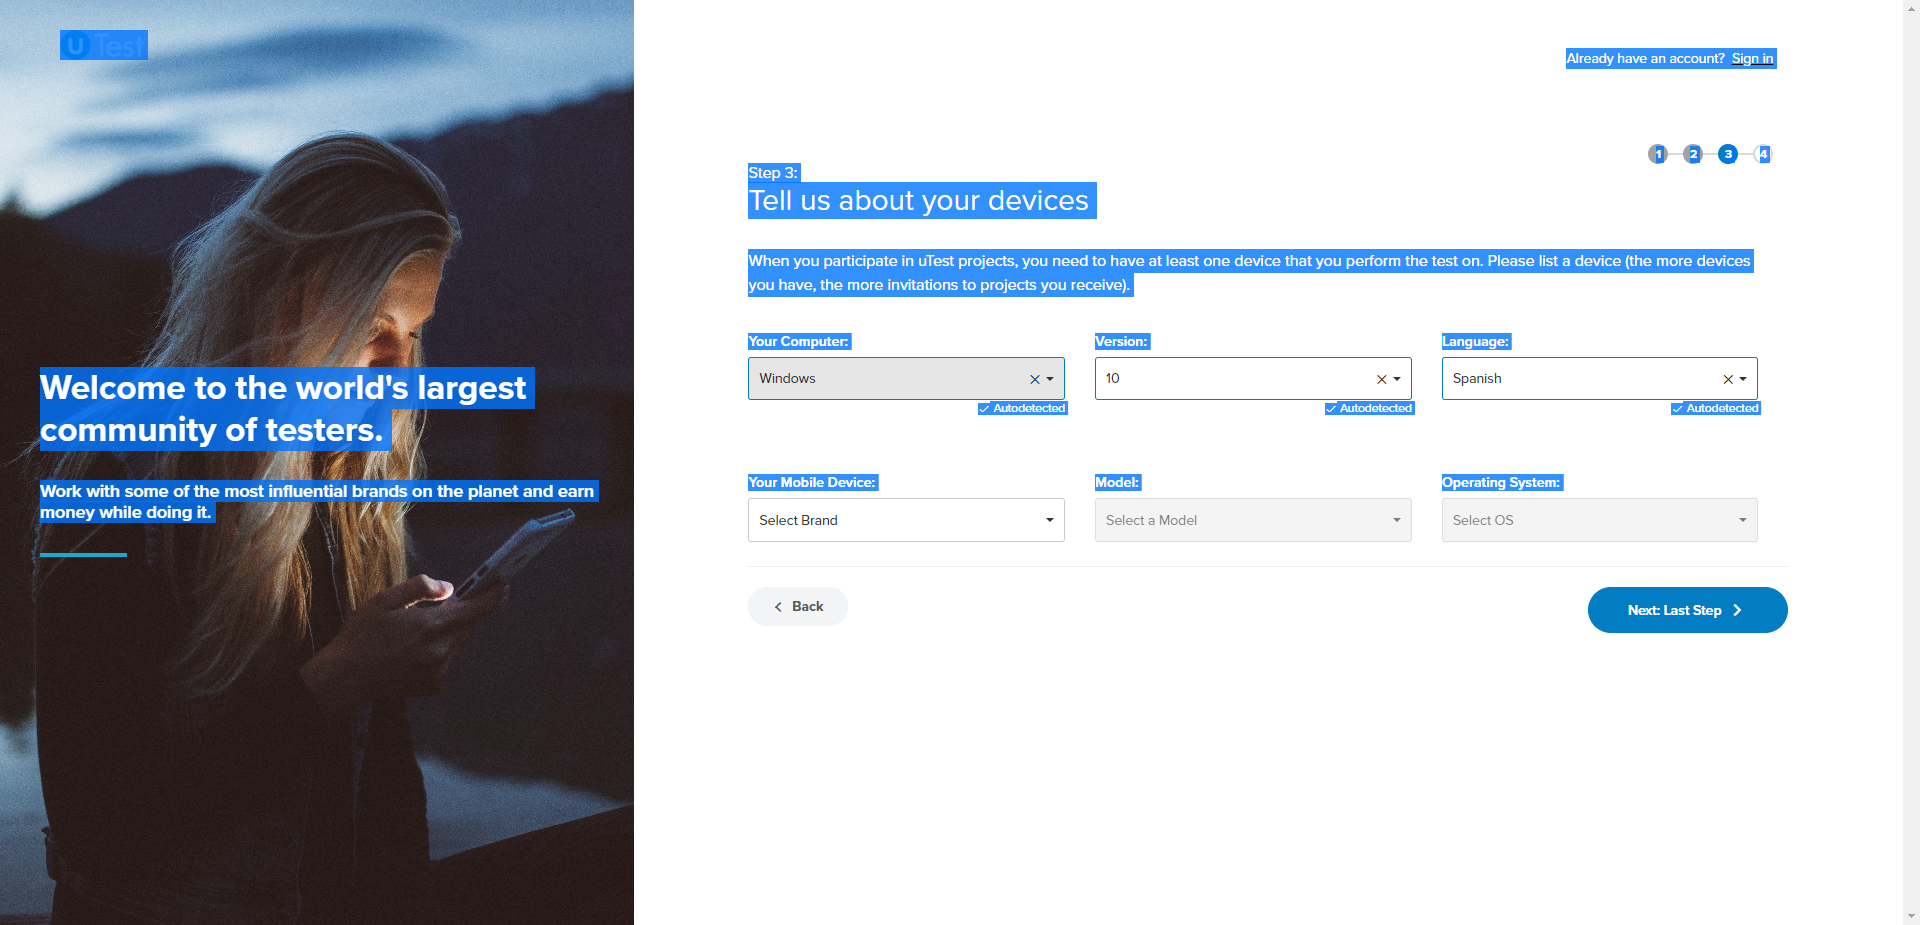 u Test
Already have an account? Sign in
1 2 3 4
Step 3:
Tell us about your devices
When you participate in uTest projects, you need to have at least one device that you perform the test on. Please list a device (the more devices
you have, the more invitations to projects you receive).
Your Computer: Version: Language:
Windows 10 Spanish
Autodetected Autodetected Autodetected
Your Mobile Device: Model: Operating System:
Select Brand Select a Model Select OS
Back Next: Last Step
Welcome to the world's largest
community of testers.
Work with some of the most influential brands on the planet and earn
money while doing it.